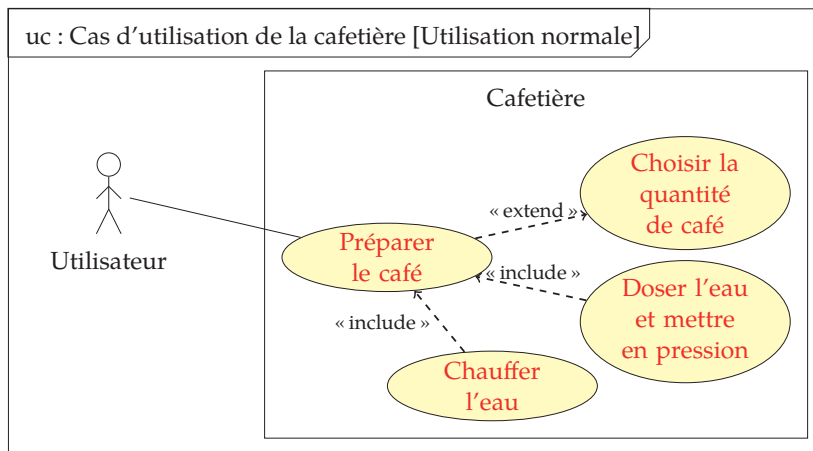 uc : Cas d'utilisation de la cafetière [Utilisation normale]
Cafetière
Choisir la
quantité
de café
« extend »
Utilisateur
Préparer
le café
« include »
Doser l'eau
et mettre
en pression
« include »
Chauffer
l'eau